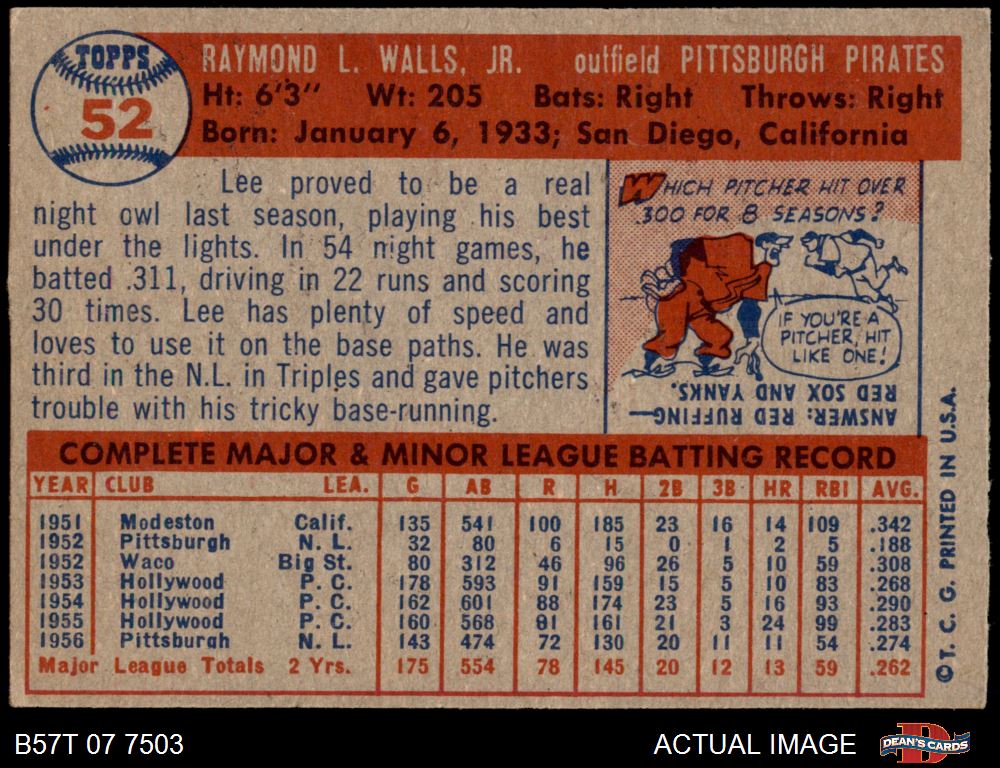 TOPPS
52
RAYMOND L. WALLS, JR. outfield PITTSBURGH PIRATES
Ht: 6'3" Wt: 205 Bats: Right Throws: Right
Born: January 6, 1933; San Diego, California
Lee proved to be a real
night owl last season, playing his best
under the lights. In 54 night games, he
batted .311, driving in 22 runs and scoring
30 times. Lee has plenty of speed and
loves to use it on the base paths. He was
third in the N.L. in Triples and gave pitchers
trouble with his tricky base-running.
WHICH PITCHER HIT OVER
.300 FOR 8 SEASONS?
IF YOU'RE A
PITCHER, HIT
LIKE ONE!
ANSWER: RED RUFFING—
RED SOX AND YANKS.
COMPLETE MAJOR & MINOR LEAGUE BATTING RECORD
YEAR CLUB LEA. G AB R H 2B 3B HR RBI AVG.
1951 Modeston Calif. 135 541 100 185 23 16 14 109 .342
1952 Pittsburgh N. L. 32 80 6 15 0 1 2 5 .188
1952 Waco Big St. 80 312 46 96 26 5 10 59 .308
1953 Hollywood P. C. 178 593 91 159 15 5 10 83 .268
1954 Hollywood P. C. 162 601 88 174 23 5 16 93 .290
1955 Hollywood P. C. 160 568 81 161 21 3 24 99 .283
1956 Pittsburgh N. L. 143 474 72 130 20 11 11 54 .274
Major League Totals 2 Yrs. 175 554 78 145 20 12 13 59 .262
©T. C. G. PRINTED IN U.S.A.
B57T 07 7503
ACTUAL IMAGE
DEAN'S CARDS